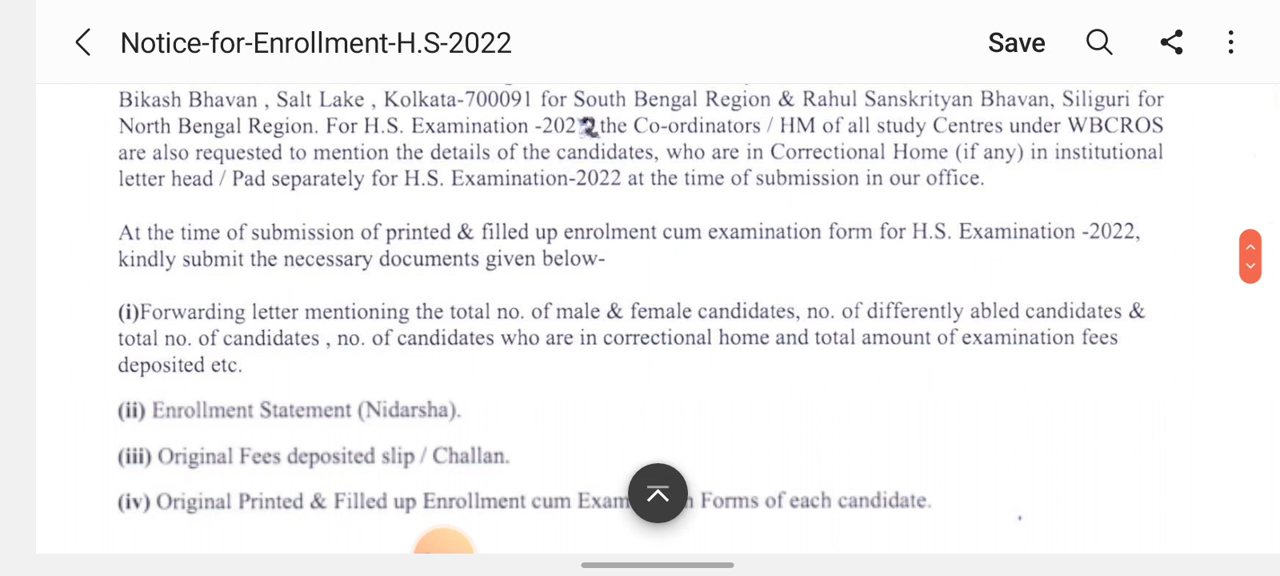 Notice-for-Enrollment-H.S-2022
Save
Bikash Bhavan , Salt Lake , Kolkata-700091 for South Bengal Region & Rahul Sanskrityan Bhavan, Siliguri for
North Bengal Region. For H.S. Examination -2022 the Co-ordinators / HM of all study Centres under WBCROS
are also requested to mention the details of the candidates, who are in Correctional Home (if any) in institutional
letter head / Pad separately for H.S. Examination-2022 at the time of submission in our office.
At the time of submission of printed & filled up enrolment cum examination form for H.S. Examination -2022,
kindly submit the necessary documents given below-
(i)Forwarding letter mentioning the total no. of male & female candidates, no. of differently abled candidates &
total no. of candidates , no. of candidates who are in correctional home and total amount of examination fees
deposited etc.
(ii) Enrollment Statement (Nidarsha).
(iii) Original Fees deposited slip / Challan.
(iv) Original Printed & Filled up Enrollment cum Forms of each candidate.